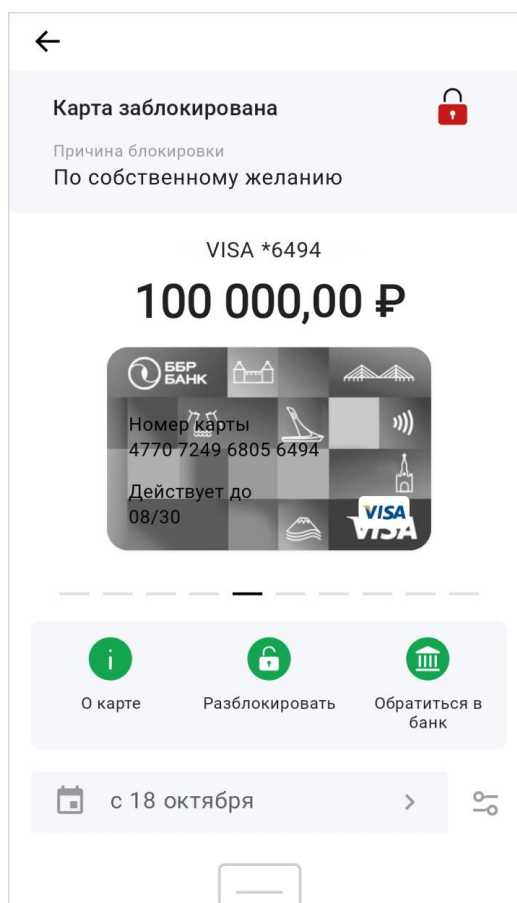 Карта заблокирована
Причина блокировки
По собственному желанию
VISA *6494
100 000,00 ₽
ББР
БАНК
Номер карты
4770 7249 6805 6494
Действует до
08/30
VISA
VISA
О карте
Разблокировать
Обратиться в
банк
с 18 октября